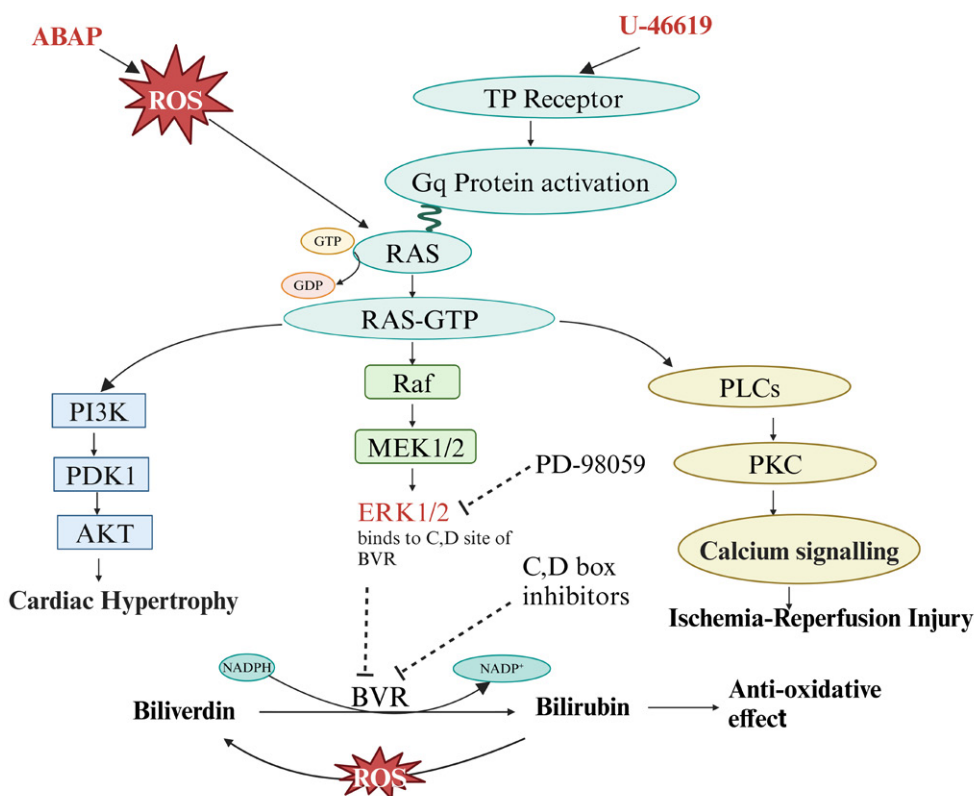 ABAP
U-46619
ROS
TP Receptor
Gq Protein activation
GTP
RAS
GDP
RAS-GTP
PI3K
Raf
PLCs
PDK1
MEK1/2
PD-98059
PKC
AKT
ERK1/2
binds to C,D site of
BVR
Calcium signalling
C,D box
inhibitors
Cardiac Hypertrophy
Ischemia-Reperfusion Injury
NADPH
NADP+
BVR
Biliverdin
Bilirubin
Anti-oxidative
effect
ROS